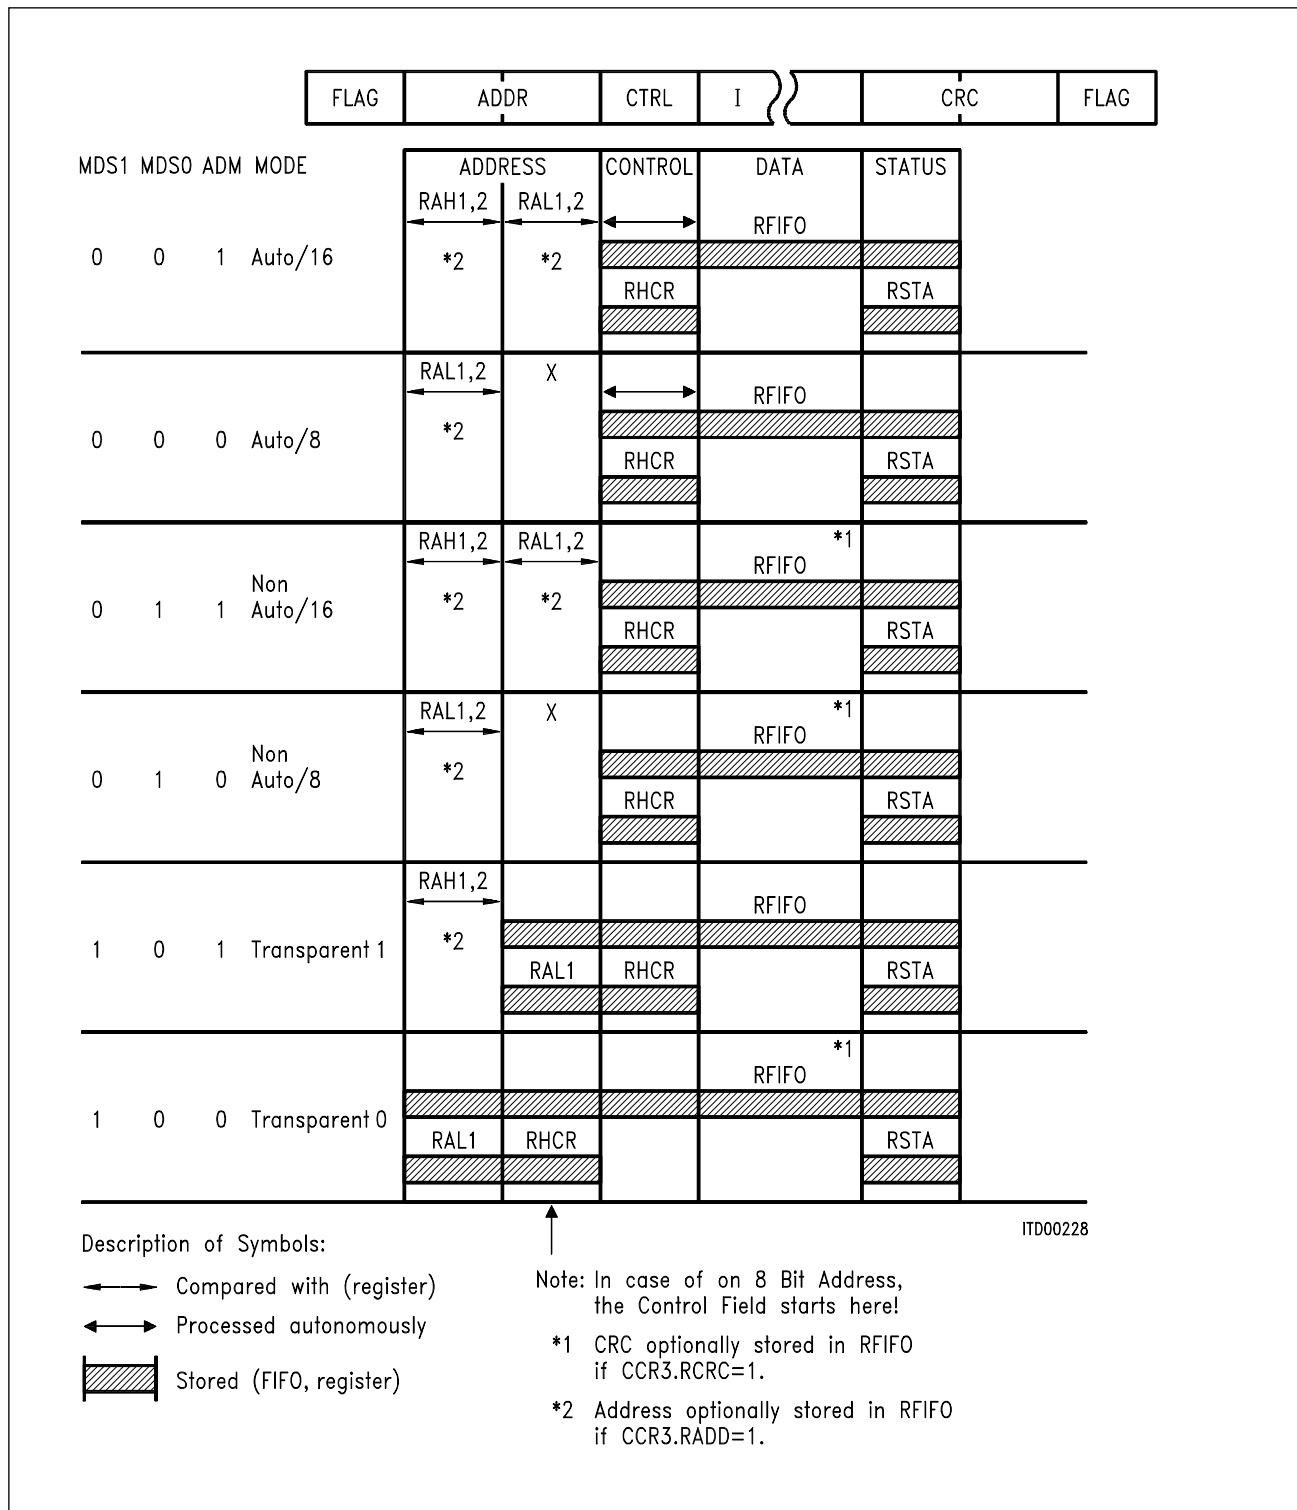 FLAG ADDR CTRL I CRC FLAG
MDS1 MDS0 ADM MODE ADDRESS CONTROL DATA STATUS
RAH1,2 RAL1,2
RFIFO
0 0 1 Auto/16 *2 *2
RHCR RSTA
RAL1,2 X
RFIFO
0 0 0 Auto/8 *2
RHCR RSTA
RAH1,2 RAL1,2 *1
RFIFO
Non
0 1 1 Auto/16 *2 *2
RHCR RSTA
RAL1,2 X *1
RFIFO
Non
0 1 0 Auto/8 *2
RHCR RSTA
RAH1,2
RFIFO
1 0 1 Transparent 1 *2
RAL1 RHCR RSTA
*1
RFIFO
1 0 0 Transparent 0
RAL1 RHCR RSTA
ITD00228
Description of Symbols:
Compared with (register)
Processed autonomously
Stored (FIFO, register)
Note: In case of on 8 Bit Address,
the Control Field starts here!
*1 CRC optionally stored in RFIFO
if CCR3.RCRC=1.
*2 Address optionally stored in RFIFO
if CCR3.RADD=1.